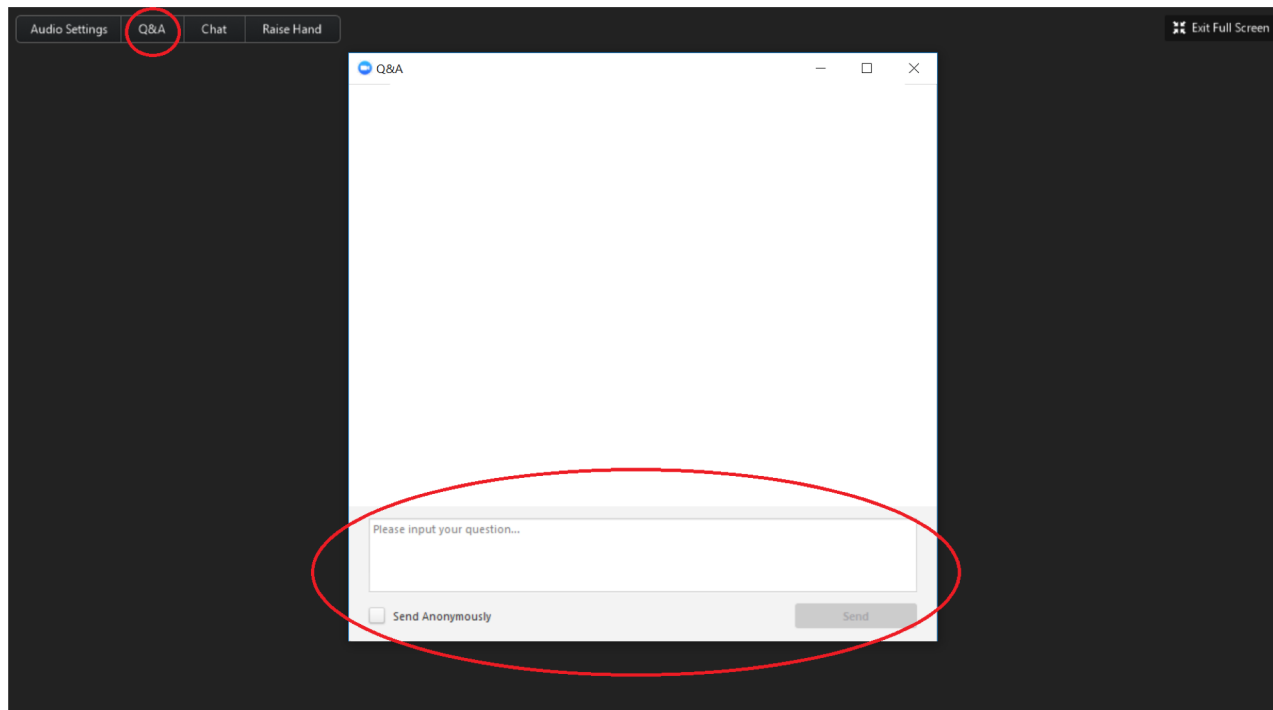 Audio Settings Q&A Chat Raise Hand Exit Full Screen
Q&A
Please input your question...
Send Anonymously Send